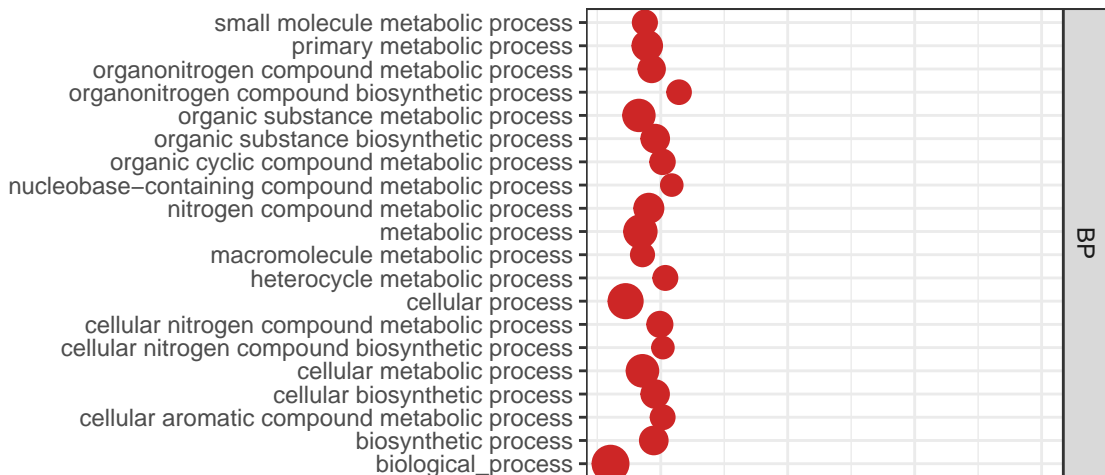 small molecule metabolic process
primary metabolic process
organonitrogen compound metabolic process
organonitrogen compound biosynthetic process
organic substance metabolic process
organic substance biosynthetic process
organic cyclic compound metabolic process
nucleobase−containing compound metabolic process
nitrogen compound metabolic process
metabolic process
macromolecule metabolic process
heterocycle metabolic process
cellular process
cellular nitrogen compound metabolic process
cellular nitrogen compound biosynthetic process
cellular metabolic process
cellular biosynthetic process
cellular aromatic compound metabolic process
biosynthetic process
biological_process
BP